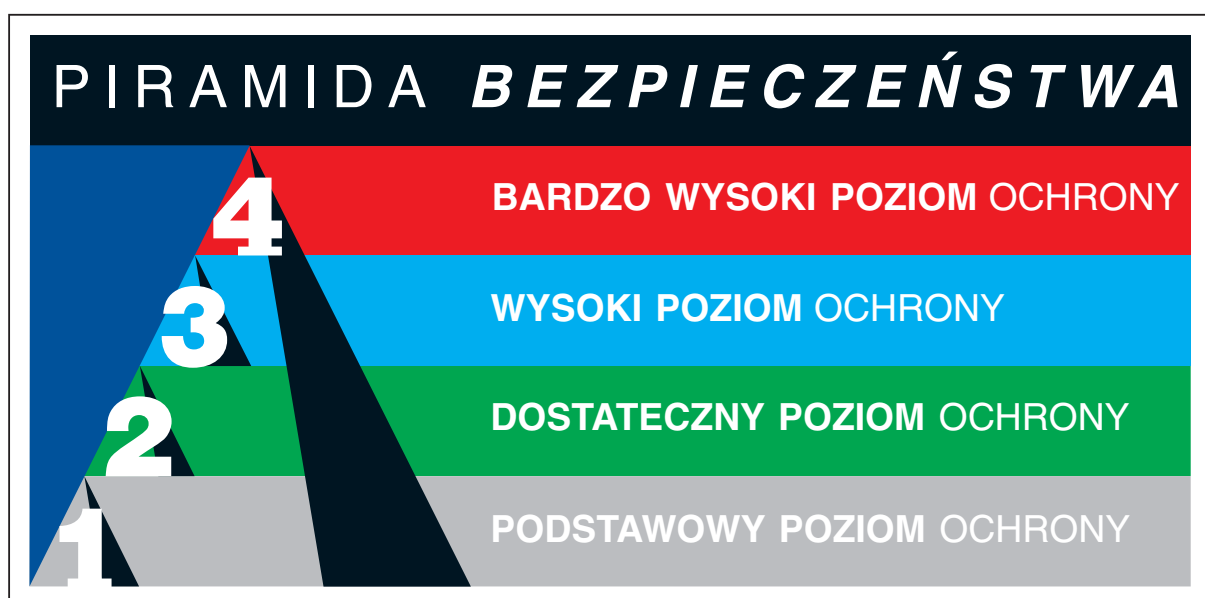 PIRAMIDA BEZPIECZEŃSTWA
4 BARDZO WYSOKI POZIOM OCHRONY
3 WYSOKI POZIOM OCHRONY
2 DOSTATECZNY POZIOM OCHRONY
1 PODSTAWOWY POZIOM OCHRONY